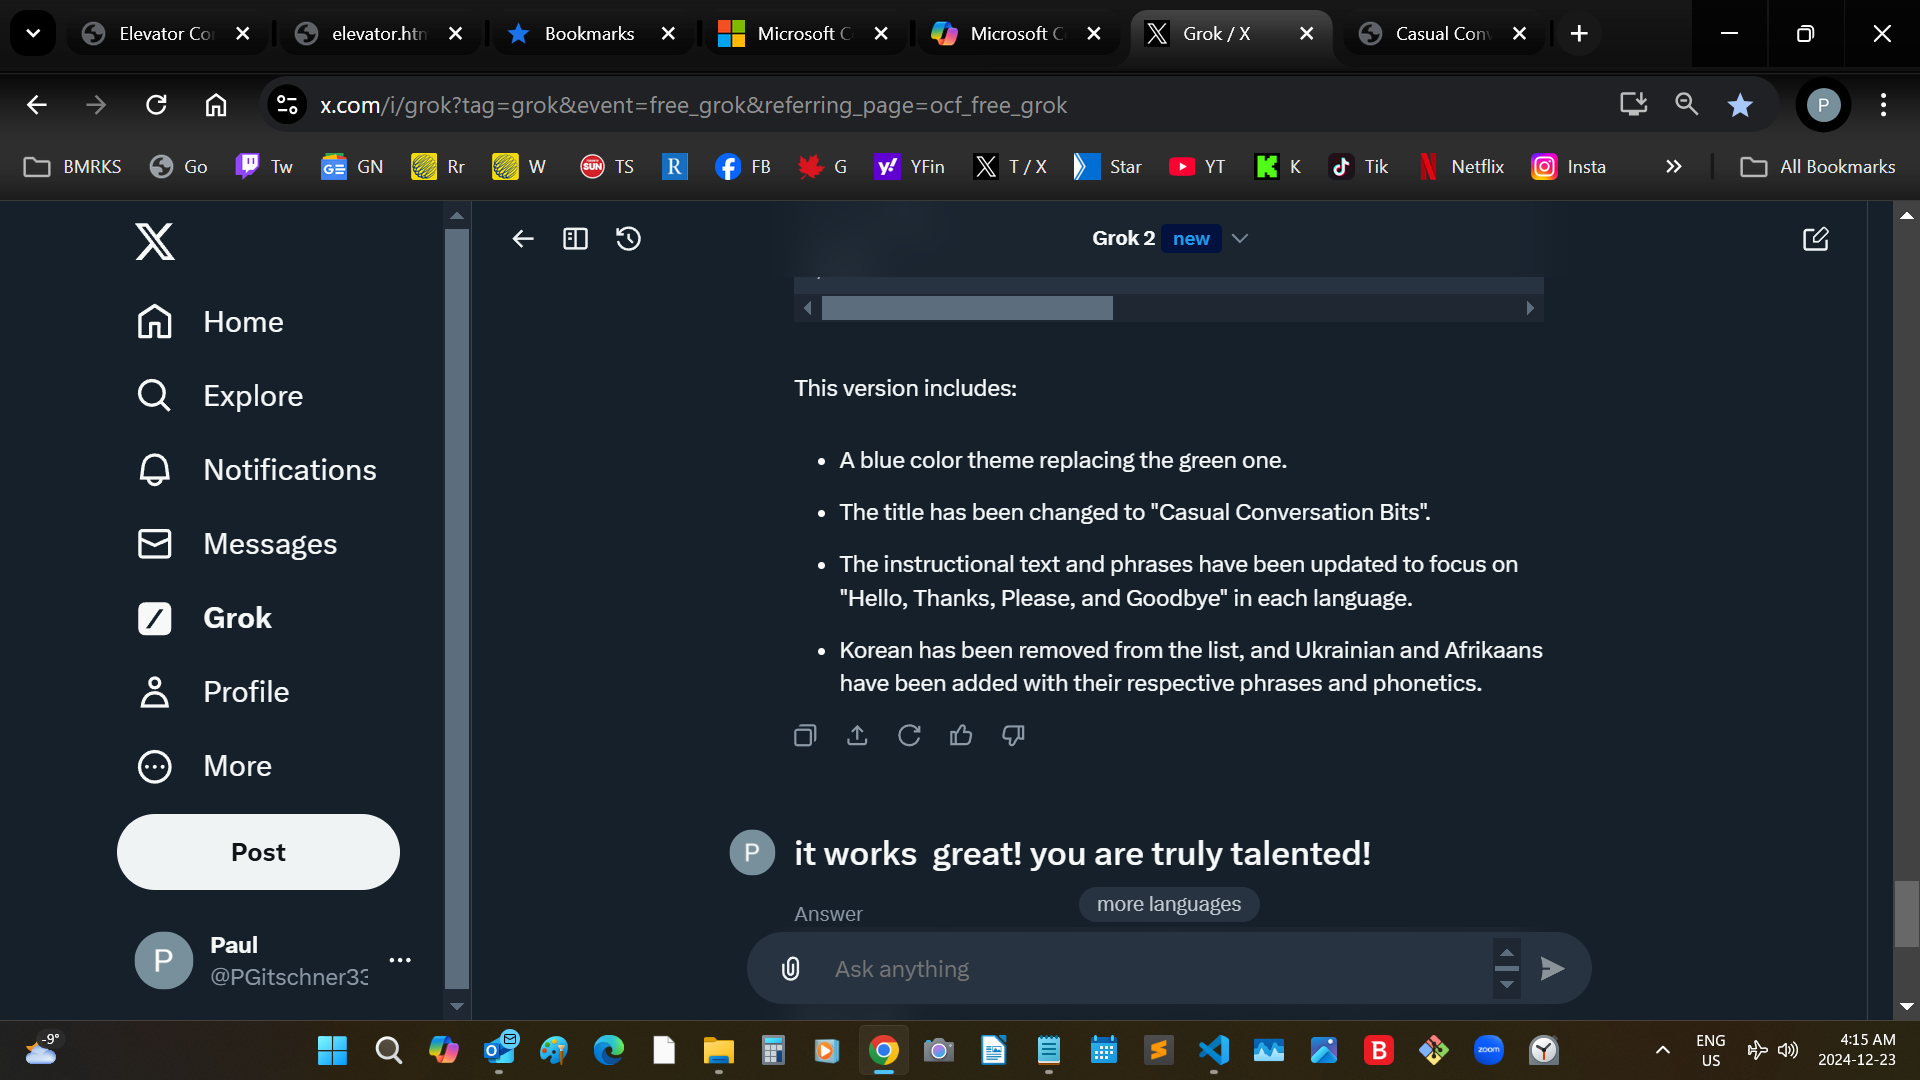 Elevator Co
elevator.htm
Bookmarks
Microsoft C
Microsoft C
Grok / X
Casual Conv
x.com/i/grok?tag=grok&event=free_grok&referring_page=ocf_free_grok
P
BMRKS
Go
Tw
GE
GN
Rr
W
SUN
TS
R
FB
G
y!
YFin
T / X
Star
YT
K
Tik
Netflix
Insta
All Bookmarks
Home
Explore
Notifications
Messages
Grok
Profile
More
Post
P
Paul
@PGitschner33
Grok 2 new
This version includes:
• A blue color theme replacing the green one.
• The title has been changed to "Casual Conversation Bits".
• The instructional text and phrases have been updated to focus on
"Hello, Thanks, Please, and Goodbye" in each language.
• Korean has been removed from the list, and Ukrainian and Afrikaans
have been added with their respective phrases and phonetics.
P
it works  great! you are truly talented!
Answer
more languages
Ask anything
-9°
B
zoom
ENG
US
4:15 AM
2024-12-23